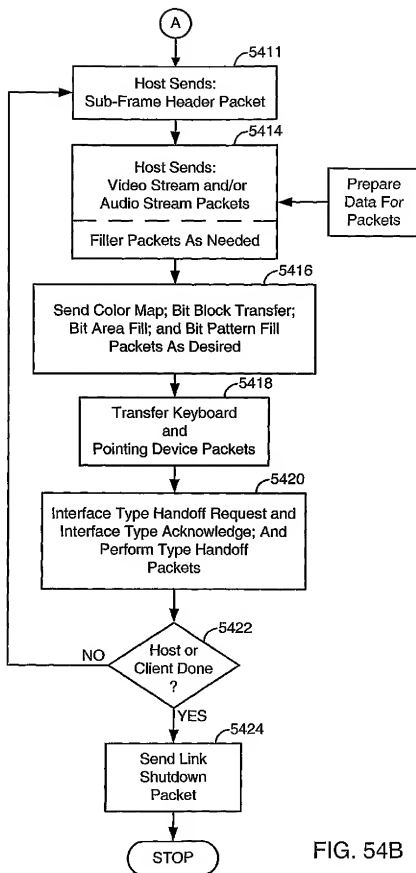 A
5411
Host Sends:
Sub-Frame Header Packet
5414
Host Sends:
Video Stream and/or
Audio Stream Packets
Filler Packets As Needed
Prepare
Data For
Packets
5416
Send Color Map; Bit Block Transfer;
Bit Area Fill; and Bit Pattern Fill
Packets As Desired
5418
Transfer Keyboard
and
Pointing Device Packets
5420
Interface Type Handoff Request and
Interface Type Acknowledge; And
Perform Type Handoff
Packets
5422
Host or
Client Done
?
NO
YES
5424
Send Link
Shutdown
Packet
STOP
FIG. 54B